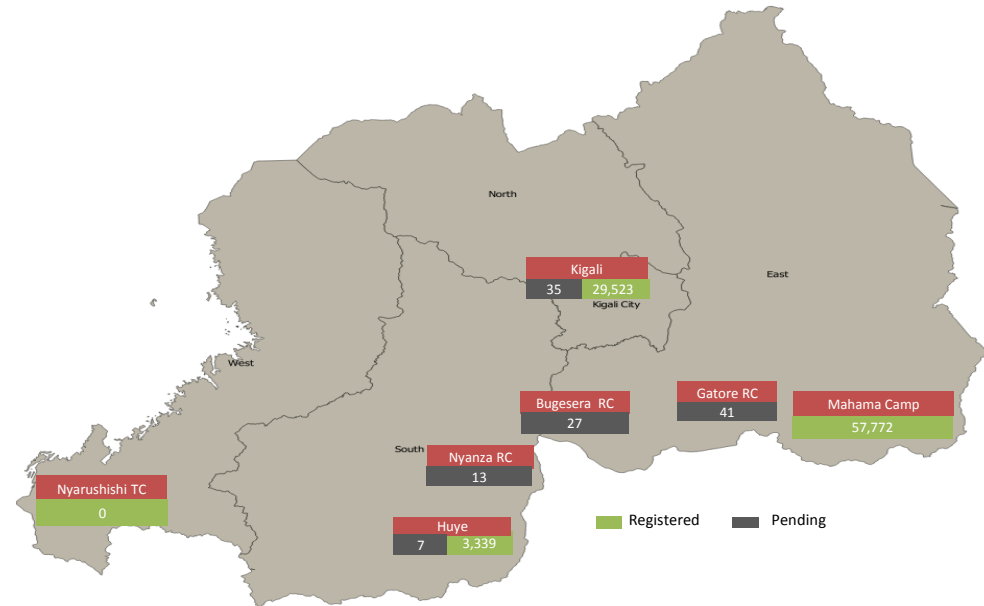 North
Kigali
35 29,523
Kigali City
East
West
Bugesera RC
27
Gatore RC
41
Mahama Camp
57,772
South
Nyanza RC
13
Nyarushishi TC
0
Huye
7 3,339
Registered Pending